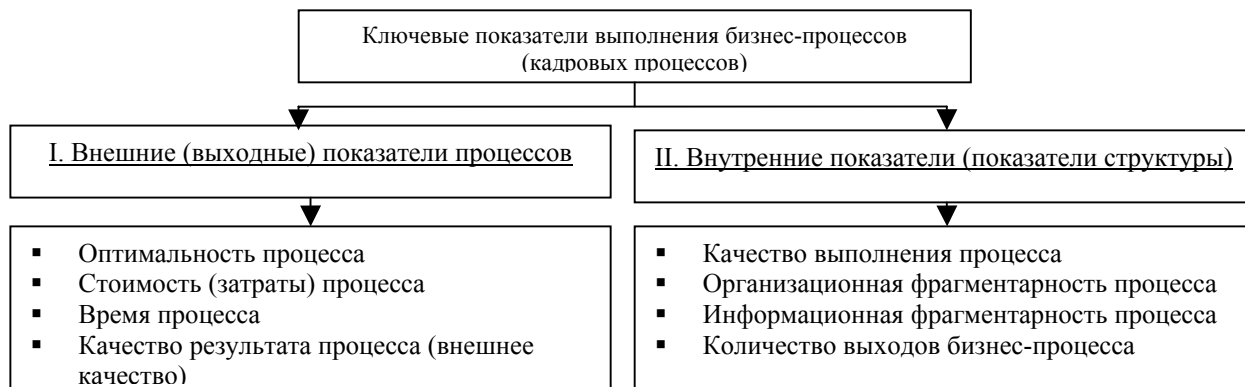 Ключевые показатели выполнения бизнес-процессов
(кадровых процессов)
I. Внешние (выходные) показатели процессов
II. Внутренние показатели (показатели структуры)
▪ Оптимальность процесса
▪ Стоимость (затраты) процесса
▪ Время процесса
▪ Качество результата процесса (внешнее
качество)
▪ Качество выполнения процесса
▪ Организационная фрагментарность процесса
▪ Информационная фрагментарность процесса
▪ Количество выходов бизнес-процесса